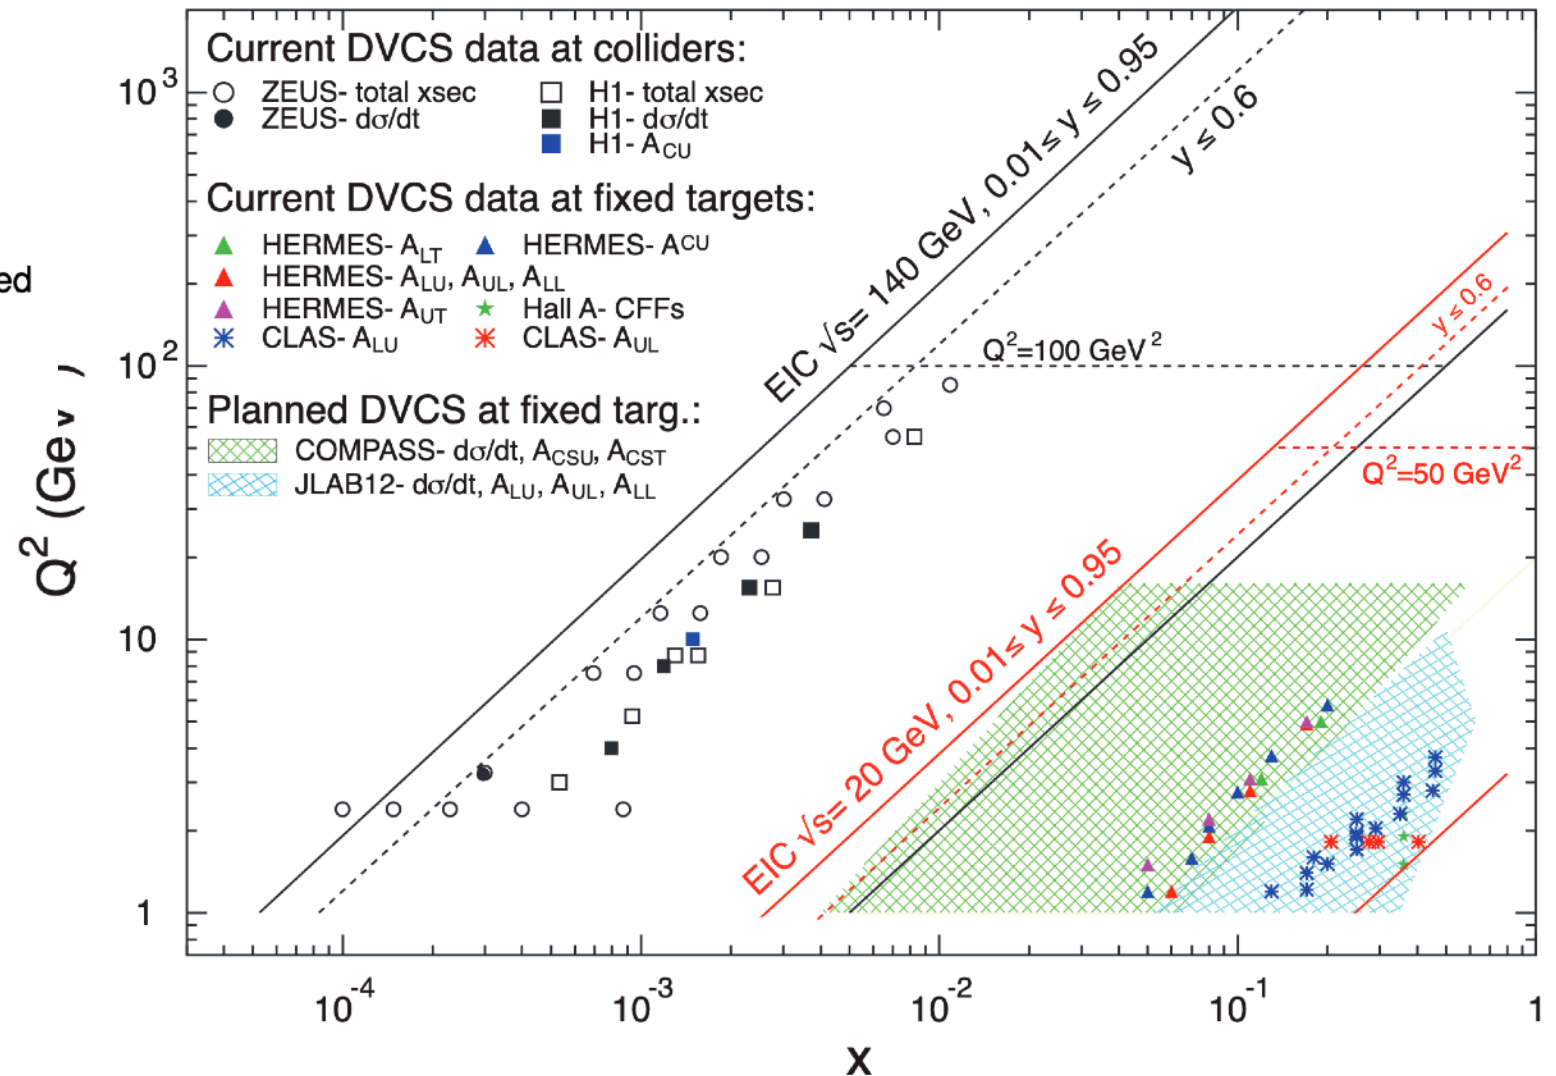 Current DVCS data at colliders:
ZEUS- total xsec H1- total xsec
ZEUS- dσ/dt H1- dσ/dt
H1- A_CU
Current DVCS data at fixed targets:
HERMES- A_LT HERMES- A^CU
HERMES- A_LU, A_UL, A_LL
HERMES- A_UT Hall A- CFFs
CLAS- A_LU CLAS- A_UL
Planned DVCS at fixed targ.:
COMPASS- dσ/dt, A_CSU, A_CST
JLAB12- dσ/dt, A_LU, A_UL, A_LL
EIC √s= 140 GeV, 0.01≤ y ≤ 0.95
y ≤ 0.6
Q²=100 GeV²
y ≤ 0.6
Q²=50 GeV²
EIC √s= 20 GeV, 0.01≤ y ≤ 0.95
ed
Q² (GeV
10³
10²
10
1
10⁻⁴ 10⁻³ 10⁻² 10⁻¹ 1
x